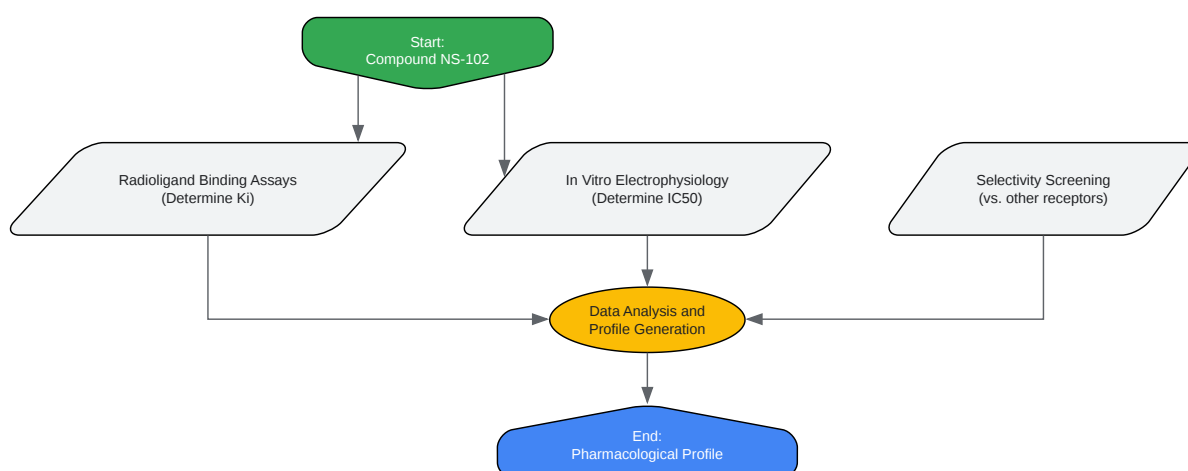 Start:
Compound NS-102
Radioligand Binding Assays
(Determine Ki)
In Vitro Electrophysiology
(Determine IC50)
Selectivity Screening
(vs. other receptors)
Data Analysis and
Profile Generation
End:
Pharmacological Profile